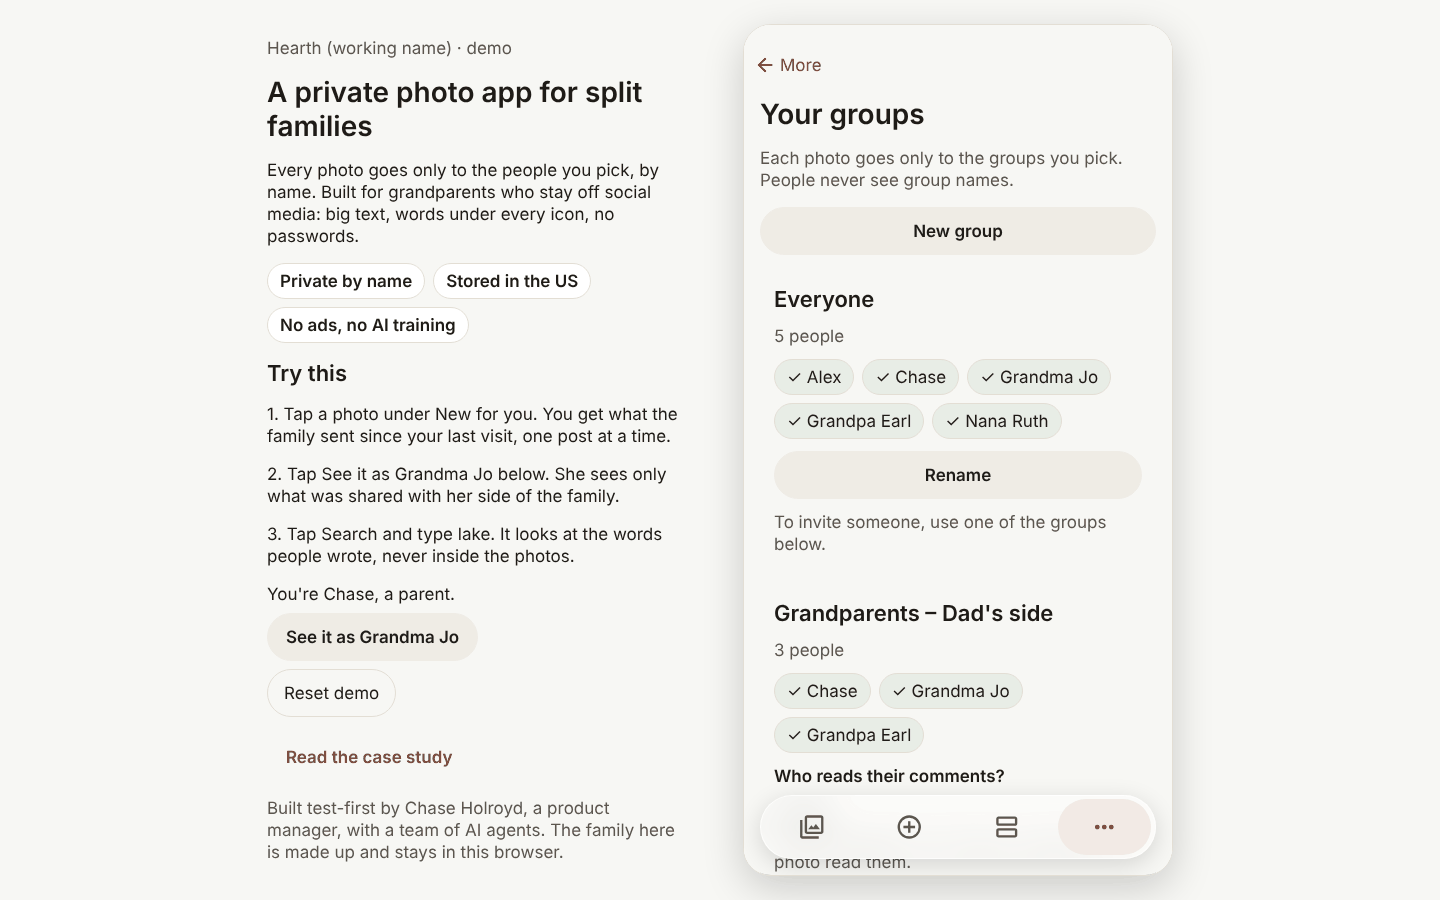 Hearth (working name) · demo
A private photo app for split
families
Every photo goes only to the people you pick, by
name. Built for grandparents who stay off social
media: big text, words under every icon, no
passwords.
Private by name
Stored in the US
No ads, no AI training
Try this
1. Tap a photo under New for you. You get what the
family sent since your last visit, one post at a time.
2. Tap See it as Grandma Jo below. She sees only
what was shared with her side of the family.
3. Tap Search and type lake. It looks at the words
people wrote, never inside the photos.
You're Chase, a parent.
See it as Grandma Jo
Reset demo
Read the case study
Built test-first by Chase Holroyd, a product
manager, with a team of AI agents. The family here
is made up and stays in this browser.
More
Your groups
Each photo goes only to the groups you pick.
People never see group names.
New group
Everyone
5 people
Alex
Chase
Grandma Jo
Grandpa Earl
Nana Ruth
Rename
To invite someone, use one of the groups
below.
Grandparents – Dad's side
3 people
Chase
Grandma Jo
Grandpa Earl
Who reads their comments?
photo read them.